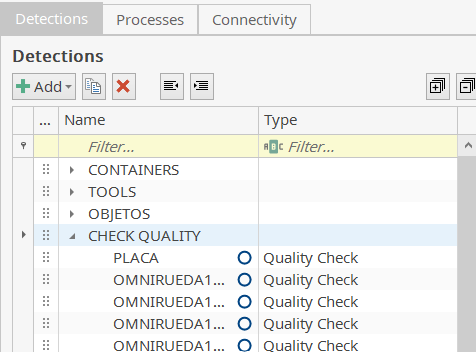 Detections Processes Connectivity
Detections
Add
... Name Type
Filter... ABC Filter...
CONTAINERS
TOOLS
OBJETOS
CHECK QUALITY
PLACA Quality Check
OMNIRUEDA1... Quality Check
OMNIRUEDA1... Quality Check
OMNIRUEDA1... Quality Check
OMNIRUEDA1... Quality Check